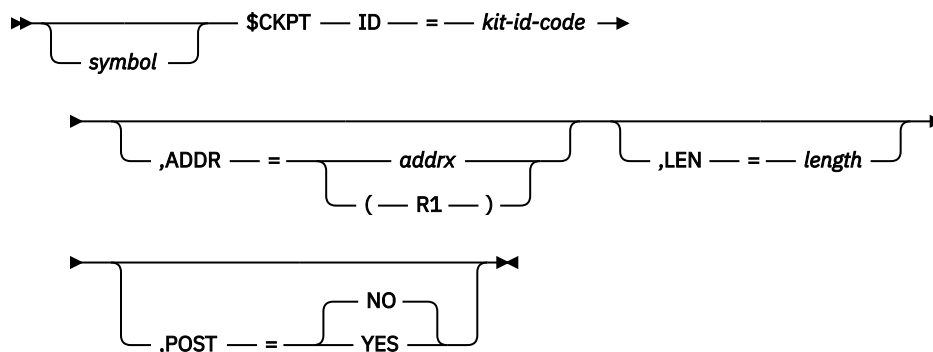 $CKPT ID = kit-id-code
symbol
,ADDR = addrx ,LEN = length
( R1 )
NO
.POST = YES